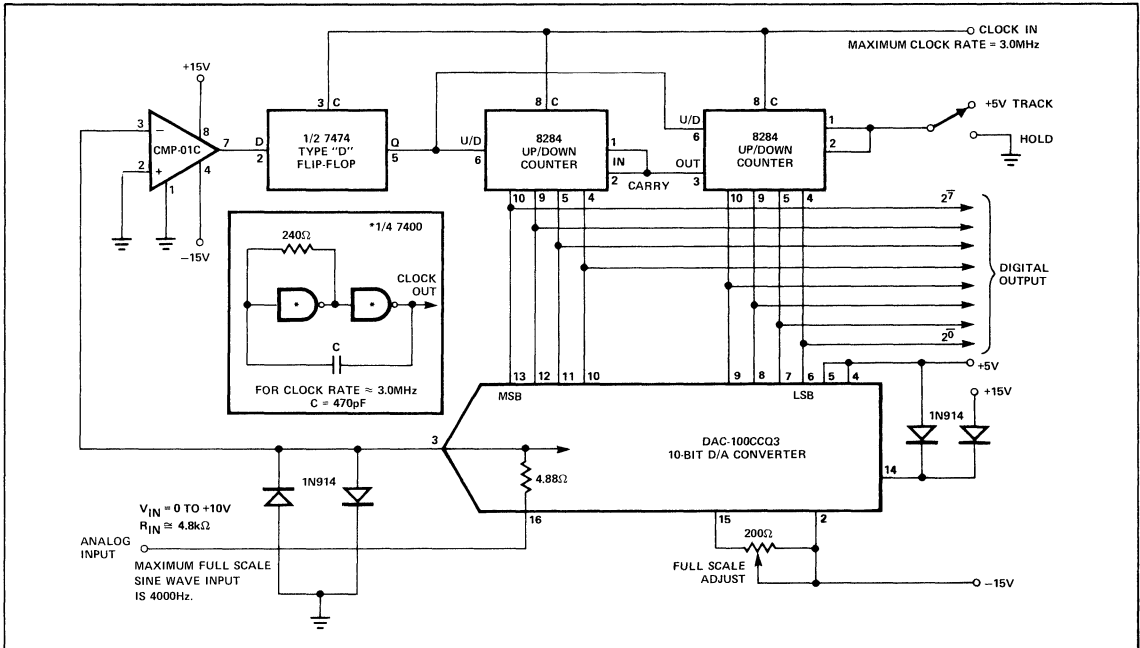 CLOCK IN
MAXIMUM CLOCK RATE = 3.0MHz
+15V
3 C
8 C
8 C
+5V TRACK
HOLD
3
−
8
CMP-01C
7
2
+
4
1
−15V
D
2
1/2 7474
TYPE "D"
FLIP-FLOP
Q
5
U/D
6
8284
UP/DOWN
COUNTER
1
IN
2
CARRY
U/D
6
OUT
3
8284
UP/DOWN
COUNTER
1
2
10 9 5 4
10 9 5 4
2⁷
DIGITAL
OUTPUT
2⁰
*1/4 7400
240Ω
CLOCK
OUT
*
*
C
FOR CLOCK RATE ≈ 3.0MHz
C = 470pF
13 12 11 10
9 8 7 6 5 4
MSB
LSB
+5V
+15V
1N914
3
DAC-100CCQ3
10-BIT D/A CONVERTER
14
4.88Ω
1N914
16
15
2
VIN = 0 TO +10V
RIN ≅ 4.8kΩ
ANALOG
INPUT
MAXIMUM FULL SCALE
SINE WAVE INPUT
IS 4000Hz.
200Ω
FULL SCALE
ADJUST
−15V